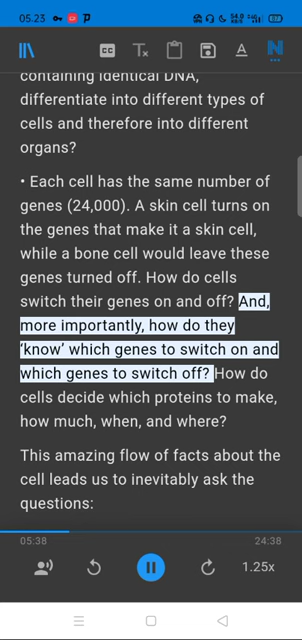 05.23
containing identical DNA,
differentiate into different types of
cells and therefore into different
organs?
• Each cell has the same number of
genes (24,000). A skin cell turns on
the genes that make it a skin cell,
while a bone cell would leave these
genes turned off. How do cells
switch their genes on and off? And,
more importantly, how do they
‘know’ which genes to switch on and
which genes to switch off? How do
cells decide which proteins to make,
how much, when, and where?
This amazing flow of facts about the
cell leads us to inevitably ask the
questions:
05:38
24:38
1.25x